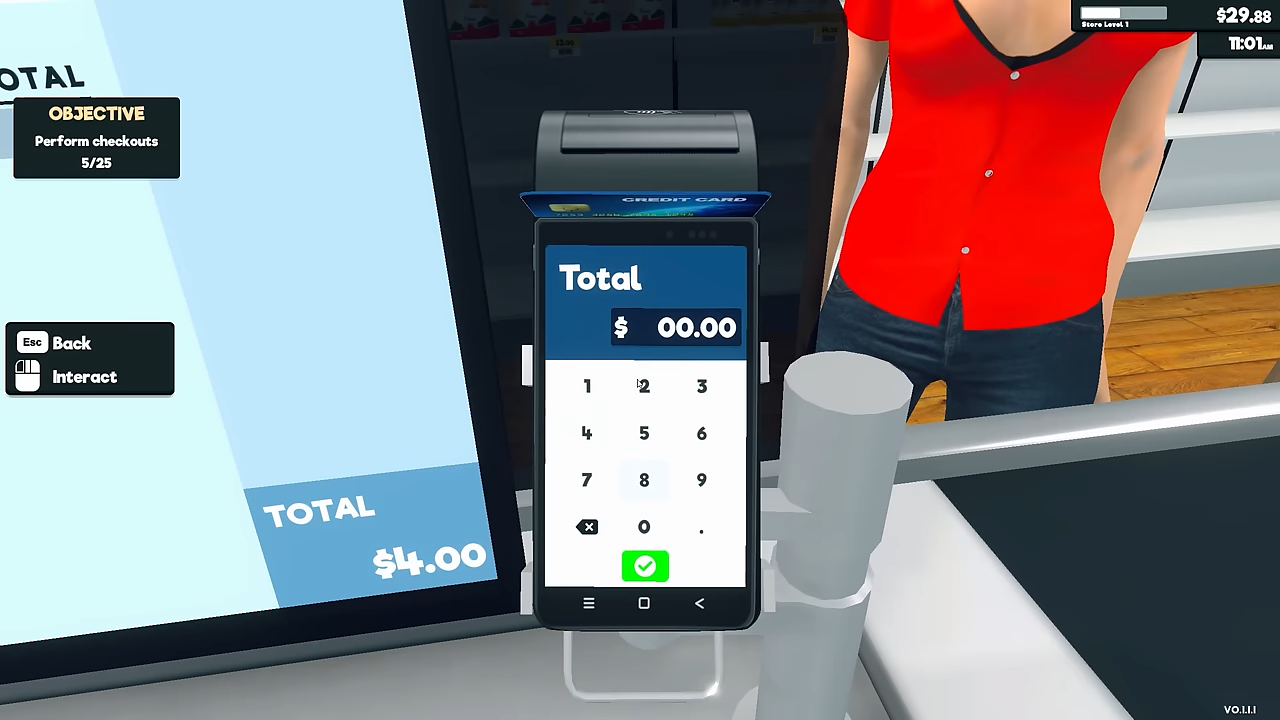 OTAL
OBJECTIVE
Perform checkouts
5/25
Esc Back
Interact
TOTAL
$4.00
CREDIT CARD
Total
$ 00.00
1 2 3
4 5 6
7 8 9
0 .
Store Level 1
$29.88
11:01AM
V0.1.1.1